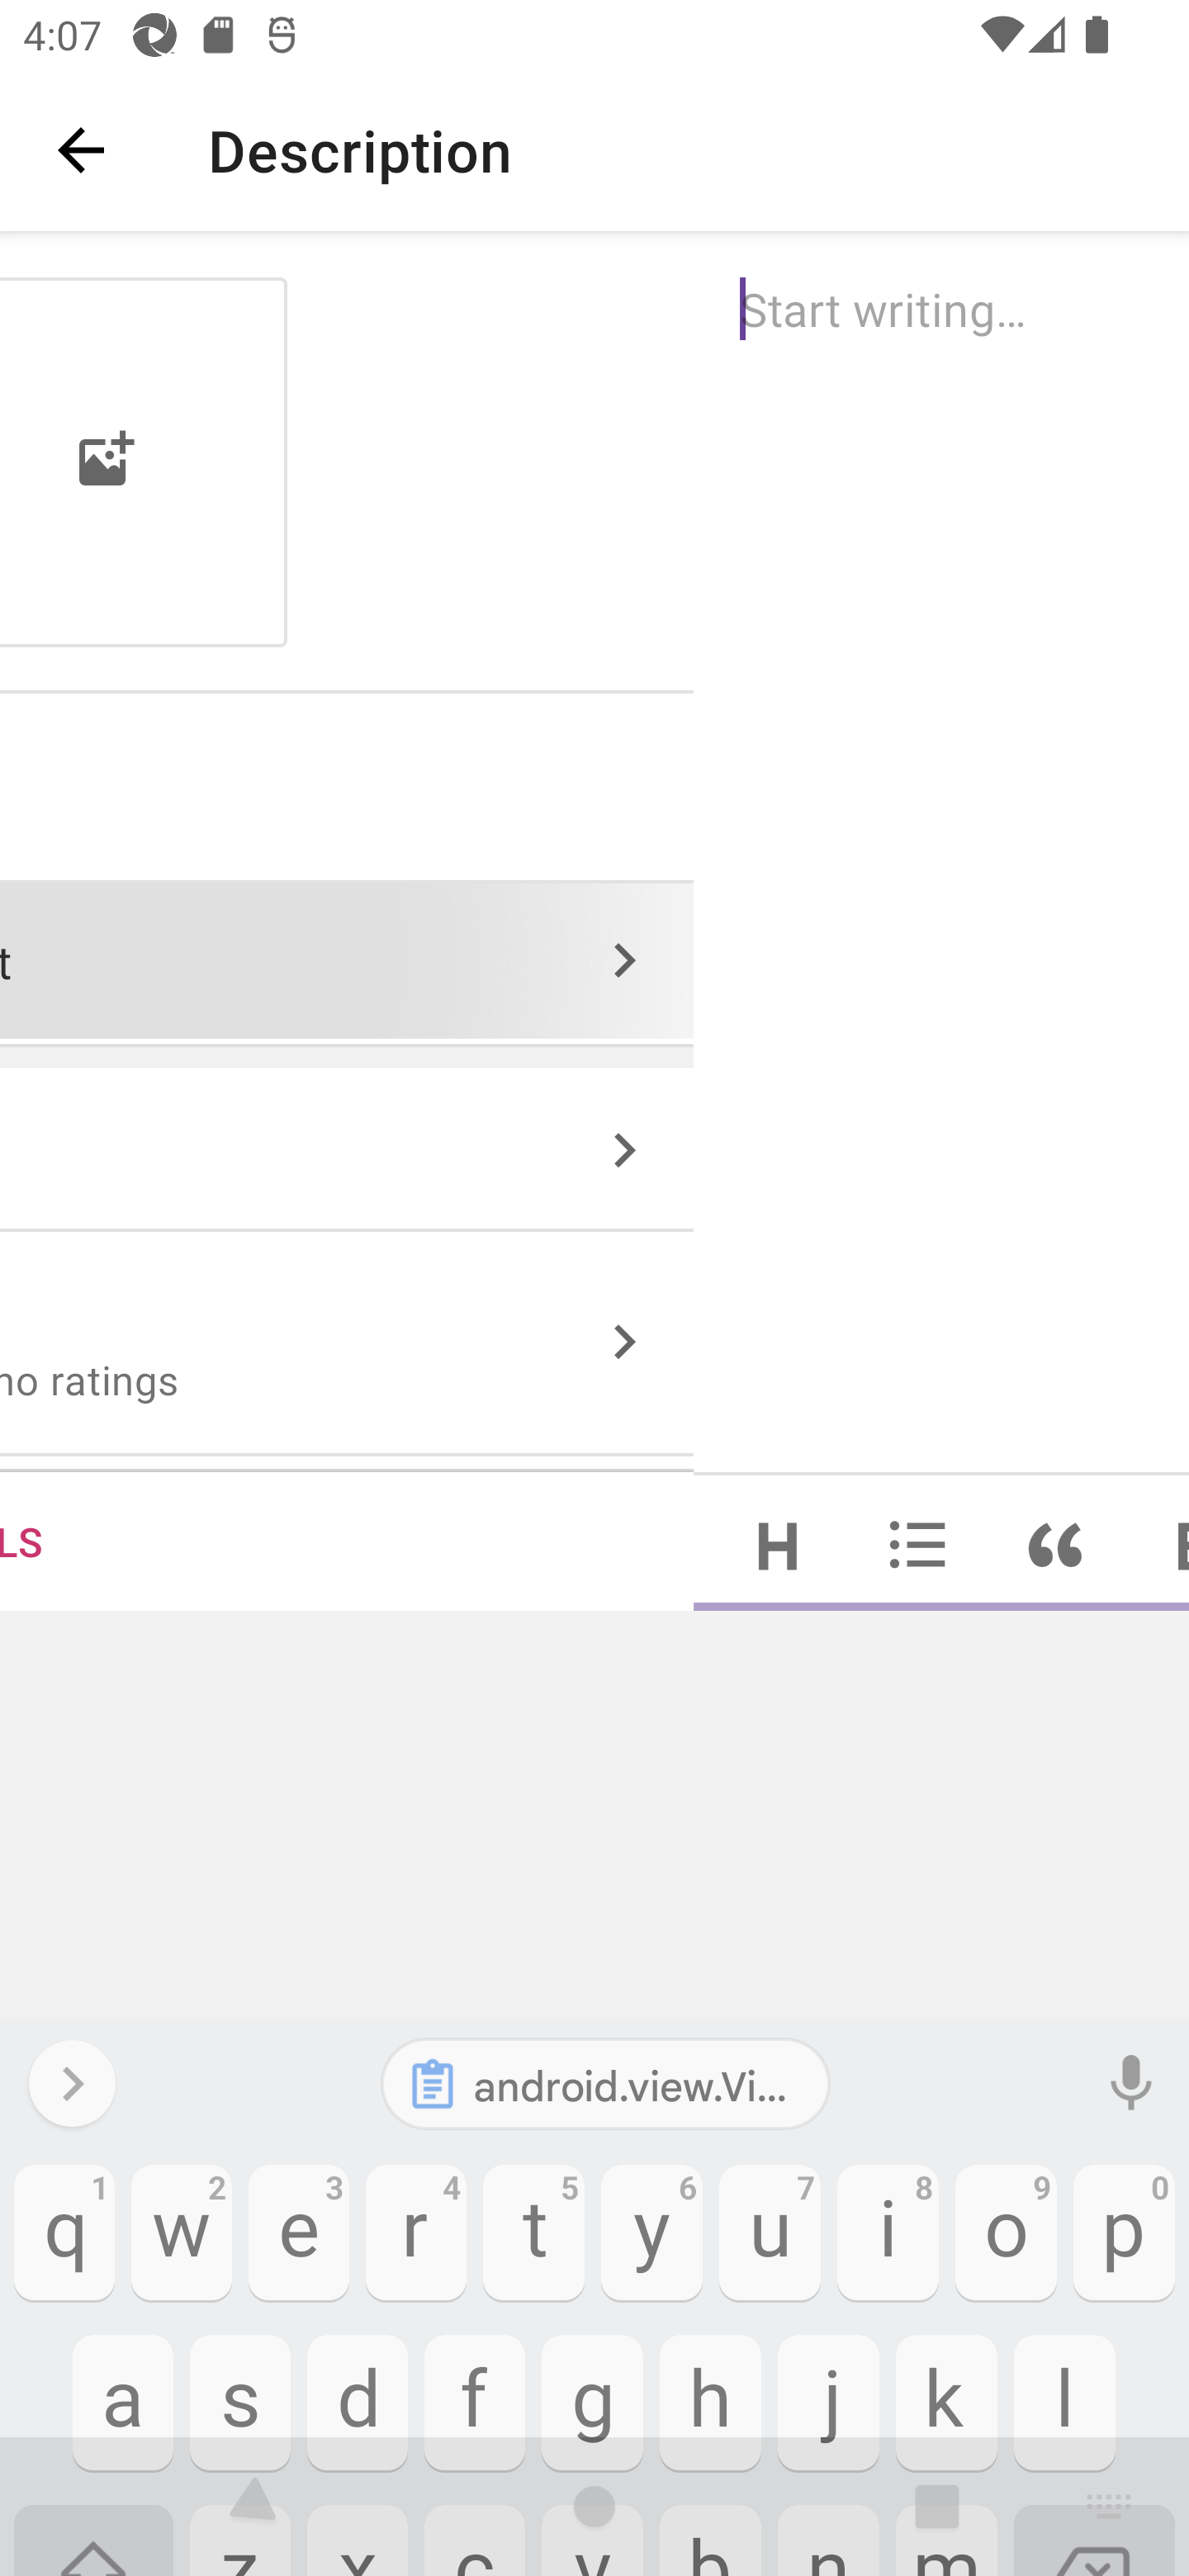 4:07
Description
Start writing…
t
no ratings
LS
H
android.view.Vi...
q 1 w 2 e 3 r 4 t 5 y 6 u 7 i 8 o 9 p 0
a s d f g h j k l
z x c v b n m